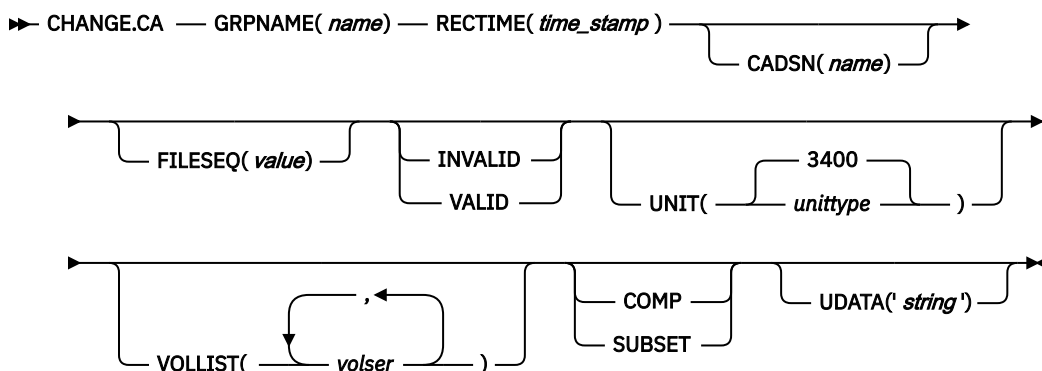 CHANGE.CA GRPNAME( name) RECTIME( time_stamp )
CADSN( name)
FILESEQ( value)
INVALID
VALID
3400
UNIT( unittype )
,
VOLLIST( volser )
COMP
SUBSET
UDATA(' string ')